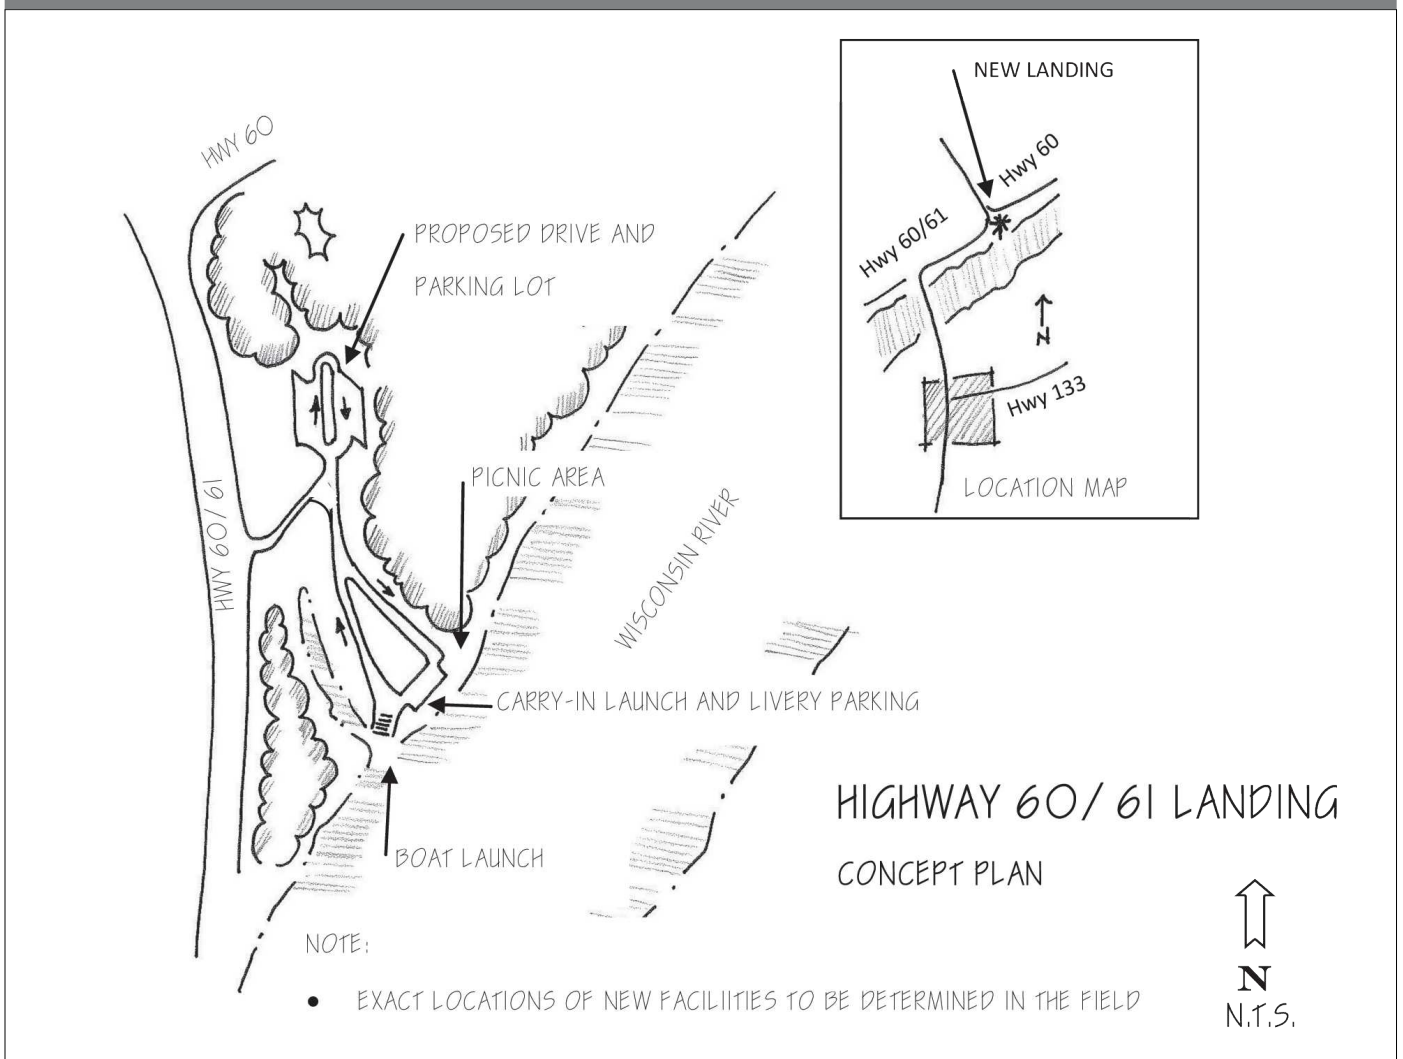 NEW LANDING
Hwy 60
Hwy 60/61
N
Hwy 133
LOCATION MAP
HWY 60
PROPOSED DRIVE AND
PARKING LOT
PICNIC AREA
HWY 60/61
WISCONSIN RIVER
CARRY-IN LAUNCH AND LIVERY PARKING
BOAT LAUNCH
HIGHWAY 60/ 61 LANDING
CONCEPT PLAN
NOTE:
• EXACT LOCATIONS OF NEW FACILIITIES TO BE DETERMINED IN THE FIELD
N
N.T.S.